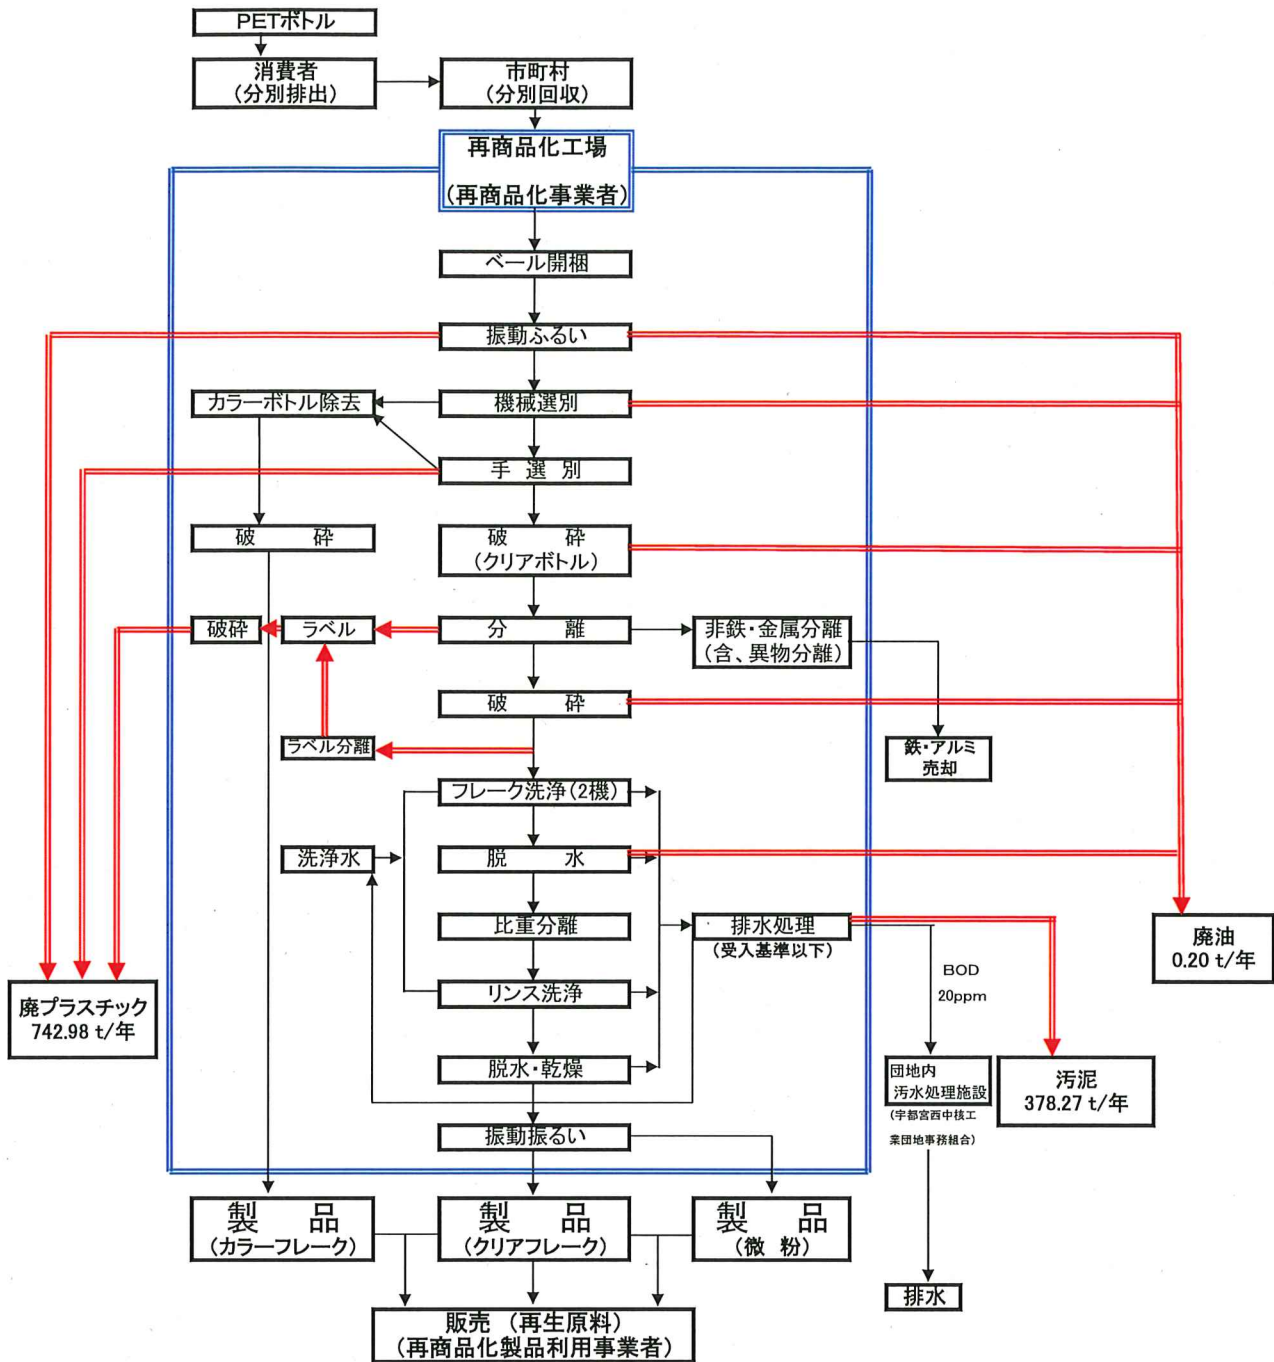 PETボトル
消費者
(分別排出)
市町村
(分別回収)
再商品化工場
(再商品化事業者)
ベール開梱
振動ふるい
カラーボトル除去
機械選別
手 選 別
破 砕
破 砕
(クリアボトル)
破砕
ラベル
分 離
非鉄・金属分離
(含、異物分離)
破 砕
ラベル分離
鉄・アルミ
売却
フレーク洗浄(2機)
洗浄水
脱 水
比重分離
排水処理
(受入基準以下)
廃油
0.20 t/年
BOD
20ppm
リンス洗浄
廃プラスチック
742.98 t/年
脱水・乾燥
団地内
汚水処理施設
(宇都宮西中核工
業団地事務組合)
汚泥
378.27 t/年
振動振るい
製 品
(カラーフレーク)
製 品
(クリアフレーク)
製 品
(微 粉)
排水
販売 (再生原料)
(再商品化製品利用事業者)